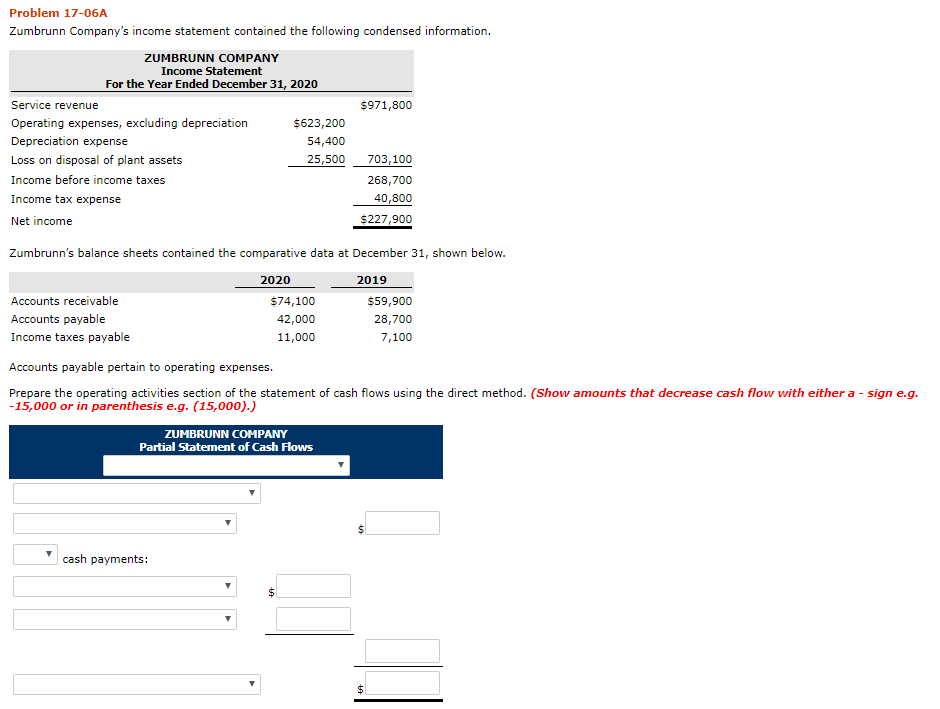 Problem 17-06A
Zumbrunn Company's income statement contained the following condensed information.
ZUMBRUNN COMPANY
Income Statement
For the Year Ended December 31, 2020
Service revenue $971,800
Operating expenses, excluding depreciation $623,200
Depreciation expense 54,400
Loss on disposal of plant assets 25,500 703,100
Income before income taxes 268,700
Income tax expense 40,800
Net income $227,900
Zumbrunn's balance sheets contained the comparative data at December 31, shown below.
2020 2019
Accounts receivable $74,100 $59,900
Accounts payable 42,000 28,700
Income taxes payable 11,000 7,100
Accounts payable pertain to operating expenses.
Prepare the operating activities section of the statement of cash flows using the direct method. (Show amounts that decrease cash flow with either a - sign e.g.
-15,000 or in parenthesis e.g. (15,000).)
ZUMBRUNN COMPANY
Partial Statement of Cash Flows
$
cash payments:
$
$